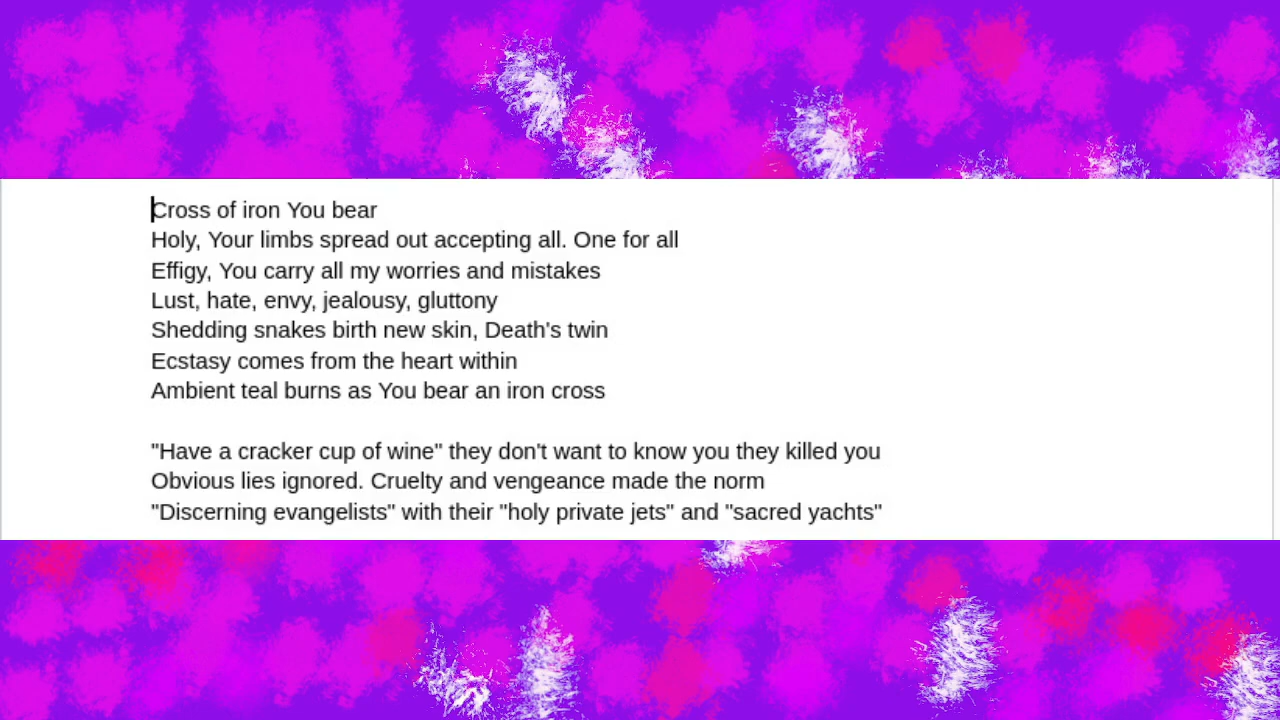 Cross of iron You bear
Holy, Your limbs spread out accepting all. One for all
Effigy, You carry all my worries and mistakes
Lust, hate, envy, jealousy, gluttony
Shedding snakes birth new skin, Death's twin
Ecstasy comes from the heart within
Ambient teal burns as You bear an iron cross
"Have a cracker cup of wine" they don't want to know you they killed you
Obvious lies ignored. Cruelty and vengeance made the norm
"Discerning evangelists" with their "holy private jets" and "sacred yachts"